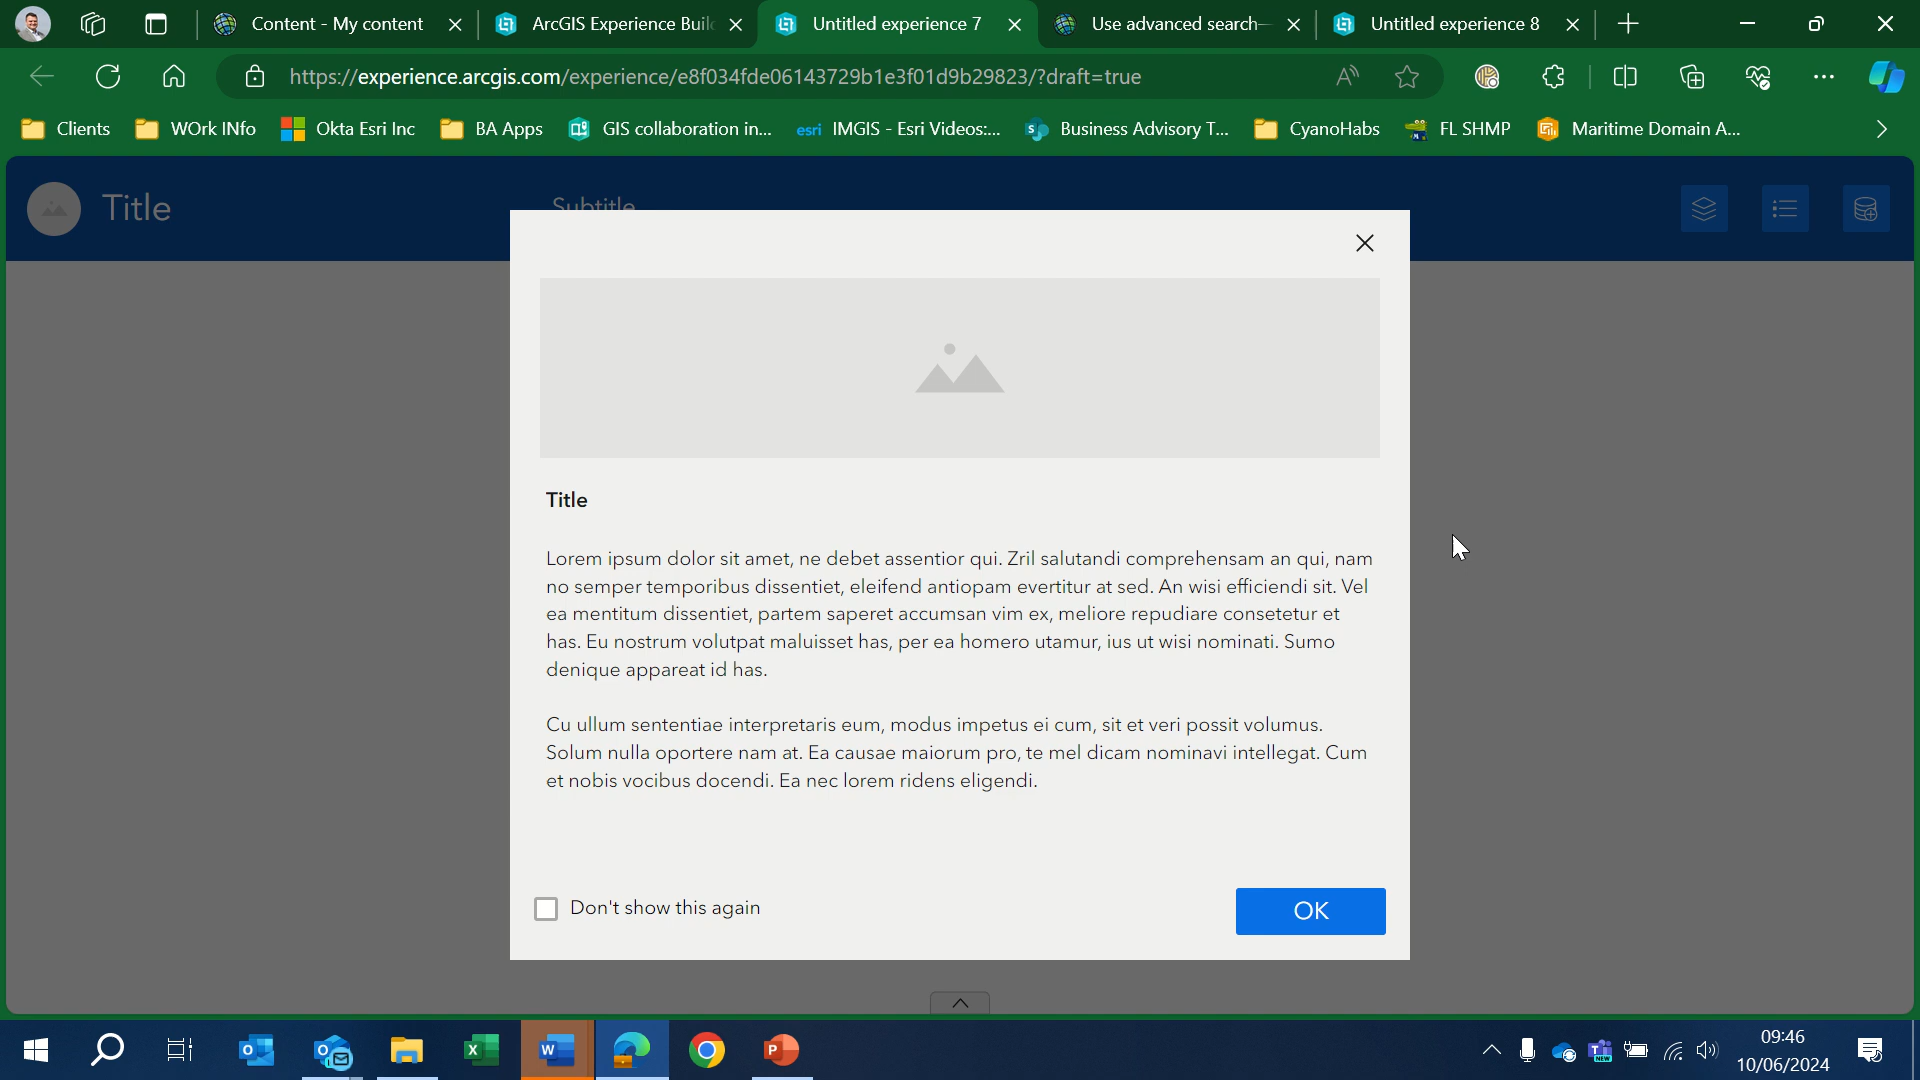 Content - My content
ArcGIS Experience Buil
Untitled experience 7
Use advanced search—
Untitled experience 8
https://experience.arcgis.com/experience/e8f034fde06143729b1e3f01d9b29823/?draft=true
Clients
WOrk INfo
Okta Esri Inc
BA Apps
GIS collaboration in...
esri
IMGIS - Esri Videos:...
Business Advisory T...
CyanoHabs
FL SHMP
Maritime Domain A...
Title
Subtitle
Title
Lorem ipsum dolor sit amet, ne debet assentior qui. Zril salutandi comprehensam an qui, nam
no semper temporibus dissentiet, eleifend antiopam evertitur at sed. An wisi efficiendi sit. Vel
ea mentitum dissentiet, partem saperet accumsan vim ex, meliore repudiare consetetur et
has. Eu nostrum volutpat maluisset has, per ea homero utamur, ius ut wisi nominati. Sumo
denique appareat id has.
Cu ullum sententiae interpretaris eum, modus impetus ei cum, sit et veri possit volumus.
Solum nulla oportere nam at. Ea causae maiorum pro, te mel dicam nominavi intellegat. Cum
et nobis vocibus docendi. Ea nec lorem ridens eligendi.
Don't show this again
OK
09:46
10/06/2024